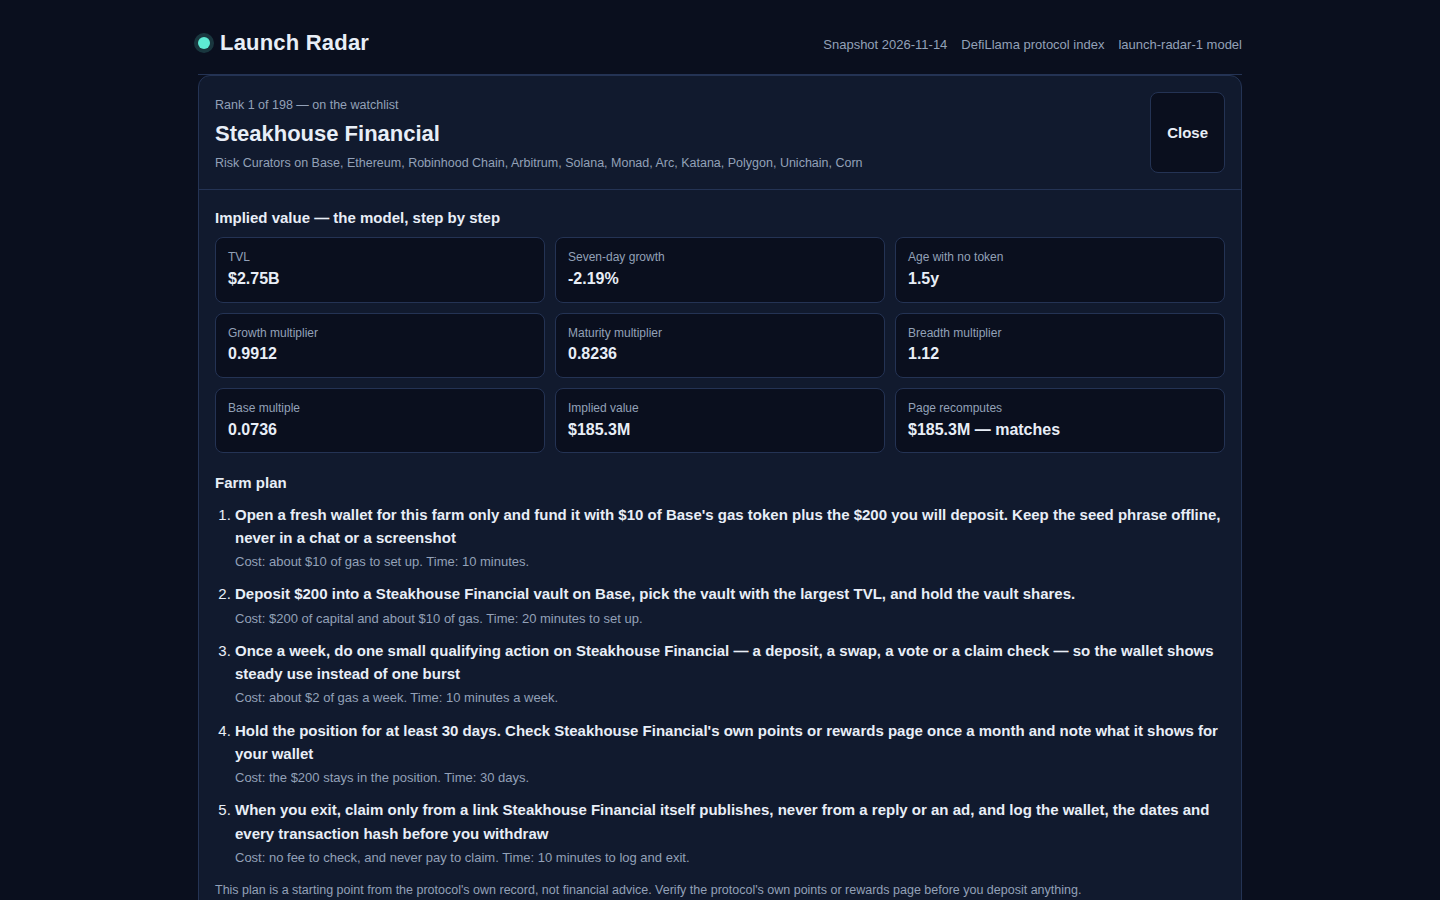 Launch Radar
Snapshot 2026-11-14 DefiLlama protocol index launch-radar-1 model
Rank 1 of 198 — on the watchlist
Steakhouse Financial
Risk Curators on Base, Ethereum, Robinhood Chain, Arbitrum, Solana, Monad, Arc, Katana, Polygon, Unichain, Corn
Close
Implied value — the model, step by step
TVL
$2.75B
Seven-day growth
-2.19%
Age with no token
1.5y
Growth multiplier
0.9912
Maturity multiplier
0.8236
Breadth multiplier
1.12
Base multiple
0.0736
Implied value
$185.3M
Page recomputes
$185.3M — matches
Farm plan
1. Open a fresh wallet for this farm only and fund it with $10 of Base's gas token plus the $200 you will deposit. Keep the seed phrase offline,
never in a chat or a screenshot
Cost: about $10 of gas to set up. Time: 10 minutes.
2. Deposit $200 into a Steakhouse Financial vault on Base, pick the vault with the largest TVL, and hold the vault shares.
Cost: $200 of capital and about $10 of gas. Time: 20 minutes to set up.
3. Once a week, do one small qualifying action on Steakhouse Financial — a deposit, a swap, a vote or a claim check — so the wallet shows
steady use instead of one burst
Cost: about $2 of gas a week. Time: 10 minutes a week.
4. Hold the position for at least 30 days. Check Steakhouse Financial's own points or rewards page once a month and note what it shows for
your wallet
Cost: the $200 stays in the position. Time: 30 days.
5. When you exit, claim only from a link Steakhouse Financial itself publishes, never from a reply or an ad, and log the wallet, the dates and
every transaction hash before you withdraw
Cost: no fee to check, and never pay to claim. Time: 10 minutes to log and exit.
This plan is a starting point from the protocol's own record, not financial advice. Verify the protocol's own points or rewards page before you deposit anything.